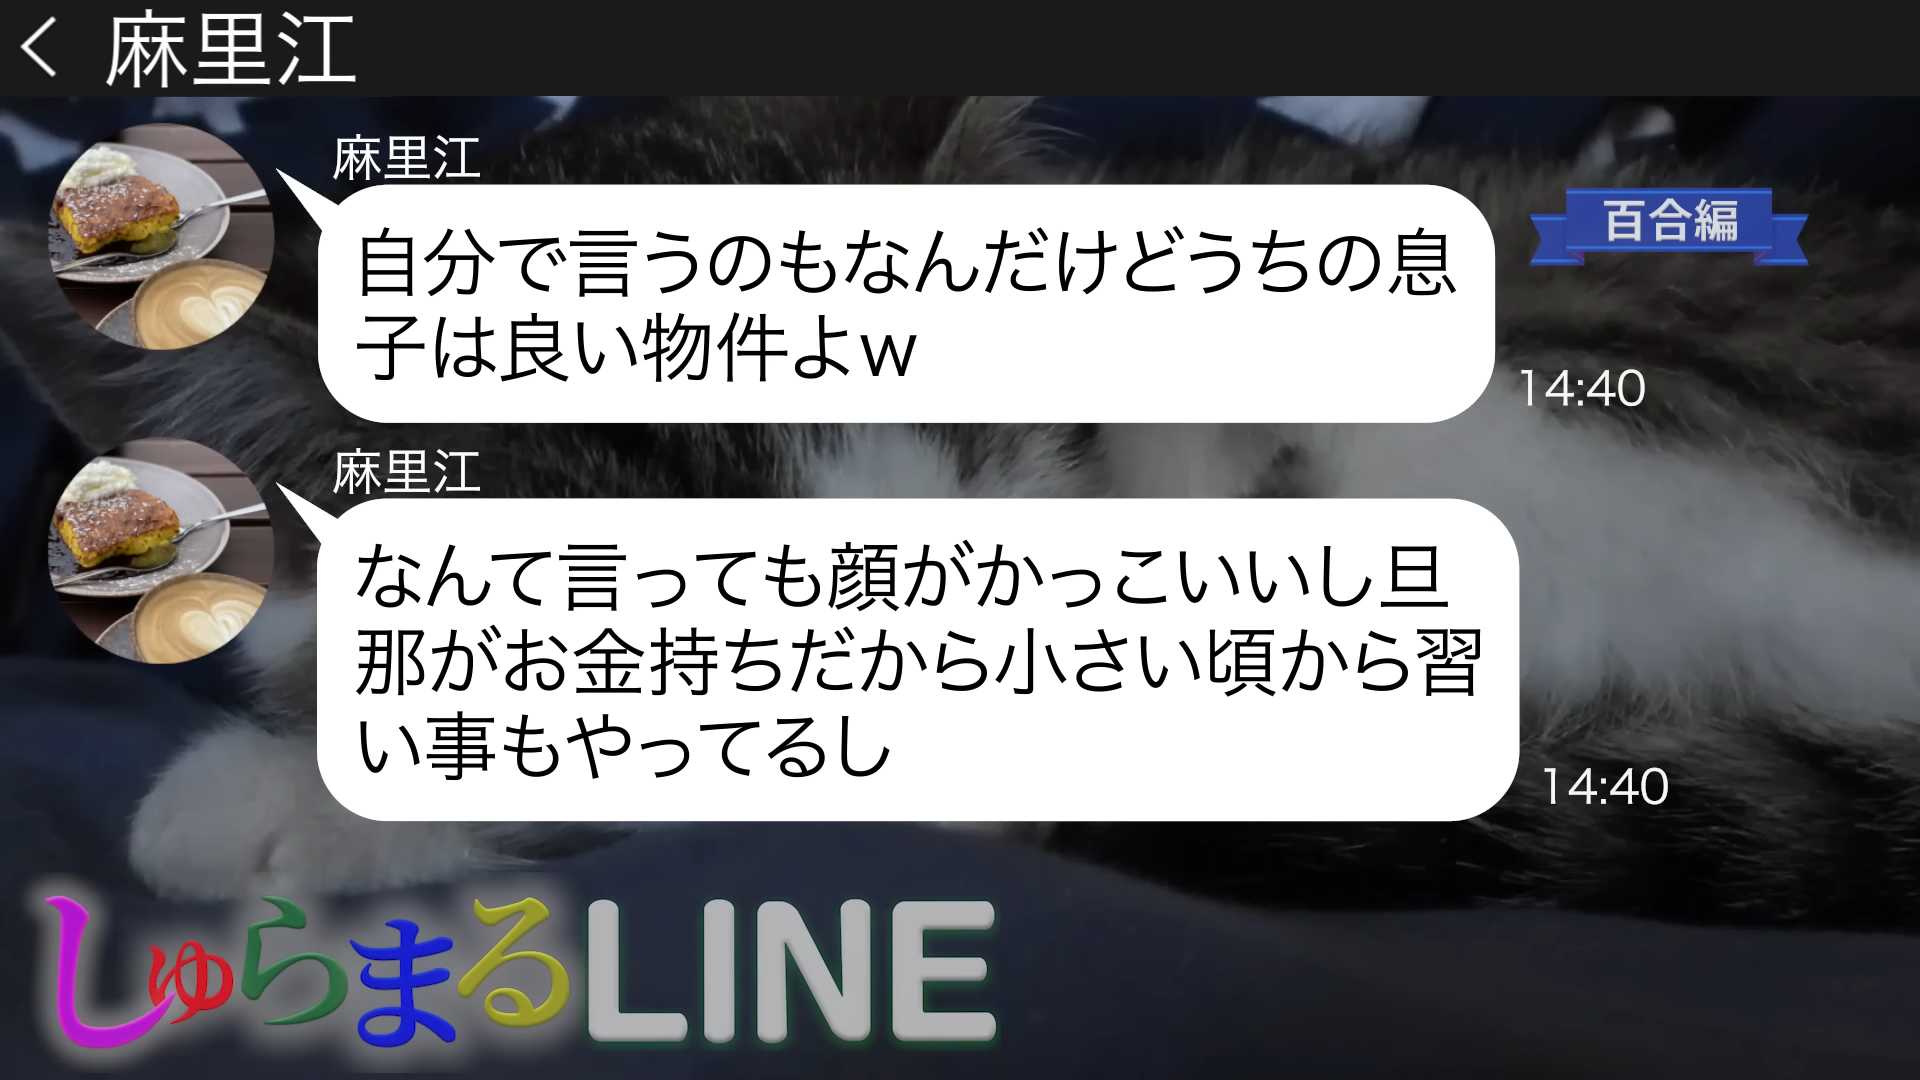 麻里江
麻里江
百合編
自分で言うのもなんだけどうちの息
子は良い物件よw
14:40
麻里江
なんて言っても顔がかっこいいし旦
那がお金持ちだから小さい頃から習
い事もやってるし
14:40
しゅらまるLINE